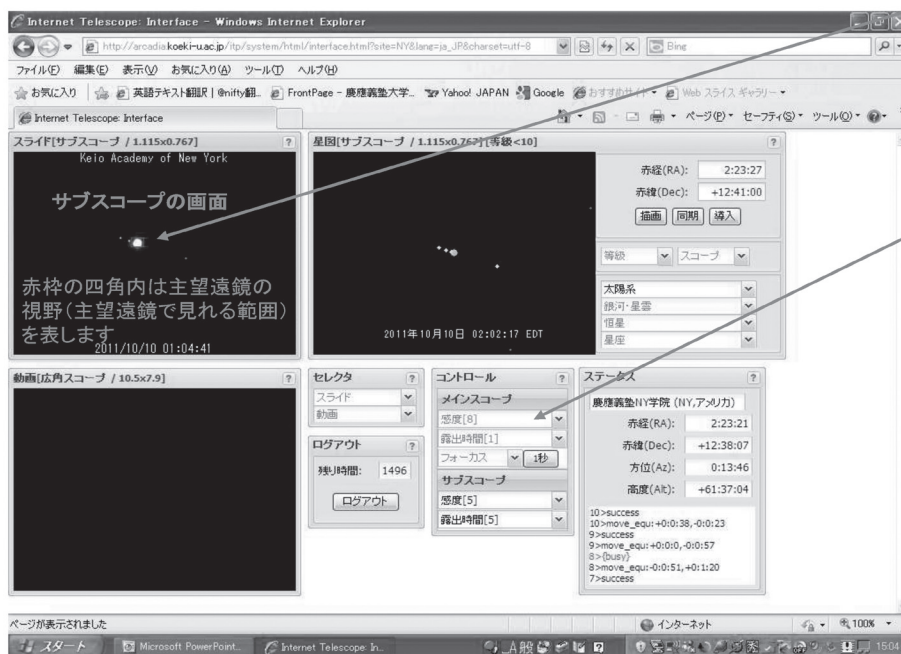 Internet Telescope: Interface - Windows Internet Explorer
http://arcadia.koeki-u.ac.jp/itp/system/html/interface.html?site=NY&lang=ja_JP&charset=utf-8
Bing
ファイル(F) 編集(E) 表示(V) お気に入り(A) ツール(T) ヘルプ(H)
お気に入り 英語テキスト翻訳｜@nifty翻... FrontPage - 慶應義塾大学... Yahoo! JAPAN Google おすすめサイト Web スライス ギャラリー
Internet Telescope: Interface
ページ(P) セーフティ(S) ツール(O)
スライド[サブスコープ / 1.115x0.767] ?
Keio Academy of New York
サブスコープの画面
赤枠の四角内は主望遠鏡の
視野(主望遠鏡で見れる範囲)
を表します
2011/10/10 01:04:41
星図[サブスコープ / 1.115x0.767][等級<10] ?
2011年10月10日 02:02:17 EDT
赤経(RA): 2:23:27
赤緯(Dec): +12:41:00
描画 同期 導入
等級 スコープ
太陽系
銀河・星雲
恒星
星座
動画[広角スコープ / 10.5x7.9] ?
セレクタ ?
スライド
動画
ログアウト ?
残り時間: 1496
ログアウト
コントロール ?
メインスコープ
感度[8]
露出時間[1]
フォーカス 1秒
サブスコープ
感度[5]
露出時間[5]
ステータス ?
慶應義塾NY学院 (NY,アメリカ)
赤経(RA): 2:23:21
赤緯(Dec): +12:38:07
方位(Az): 0:13:46
高度(Alt): +61:37:04
10>success
10>move_equ:+0:0:38,-0:0:23
9>success
9>move_equ:+0:0:0,-0:0:57
8>{busy}
8>move_equ:-0:0:51,+0:1:20
7>success
ページが表示されました
インターネット
100%
スタート
Microsoft PowerPoint...
Internet Telescope: In...
A 般
15:04